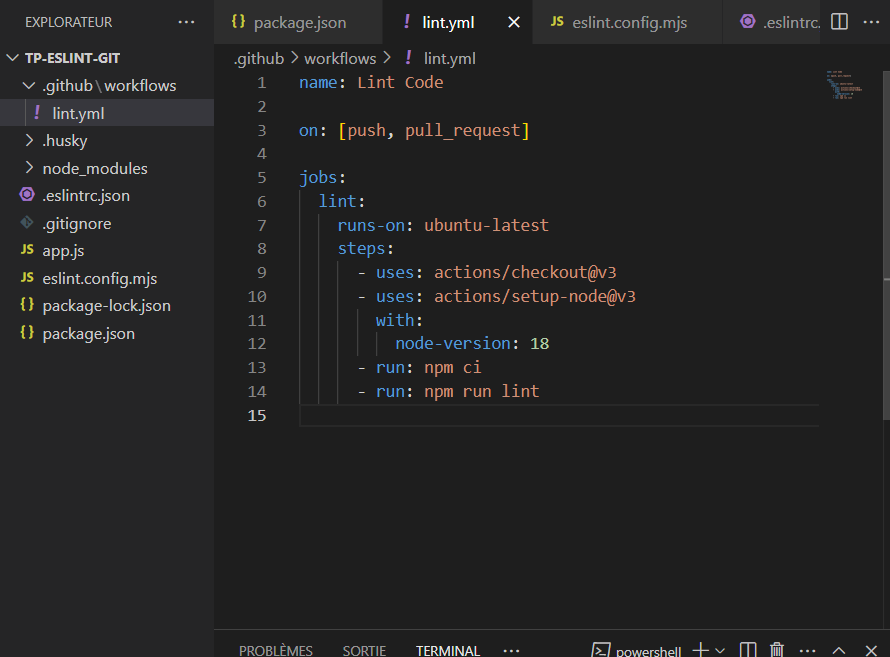 EXPLORATEUR ...
package.json
! lint.yml
JS eslint.config.mjs
.eslintrc.
TP-ESLINT-GIT
.github\workflows
! lint.yml
.husky
node_modules
.eslintrc.json
.gitignore
JS app.js
JS eslint.config.mjs
{} package-lock.json
{} package.json
.github > workflows > ! lint.yml
1 name: Lint Code
2
3 on: [push, pull_request]
4
5 jobs:
6 lint:
7 runs-on: ubuntu-latest
8 steps:
9 - uses: actions/checkout@v3
10 - uses: actions/setup-node@v3
11 with:
12 node-version: 18
13 - run: npm ci
14 - run: npm run lint
15
PROBLÈMES SORTIE TERMINAL ... powershell